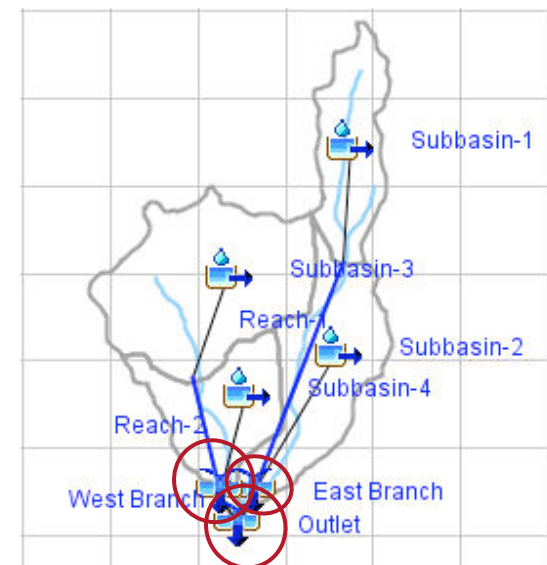 Subbasin-1
Subbasin-3
Reach-1
Subbasin-2
Subbasin-4
Reach-2
West Branch
East Branch
Outlet